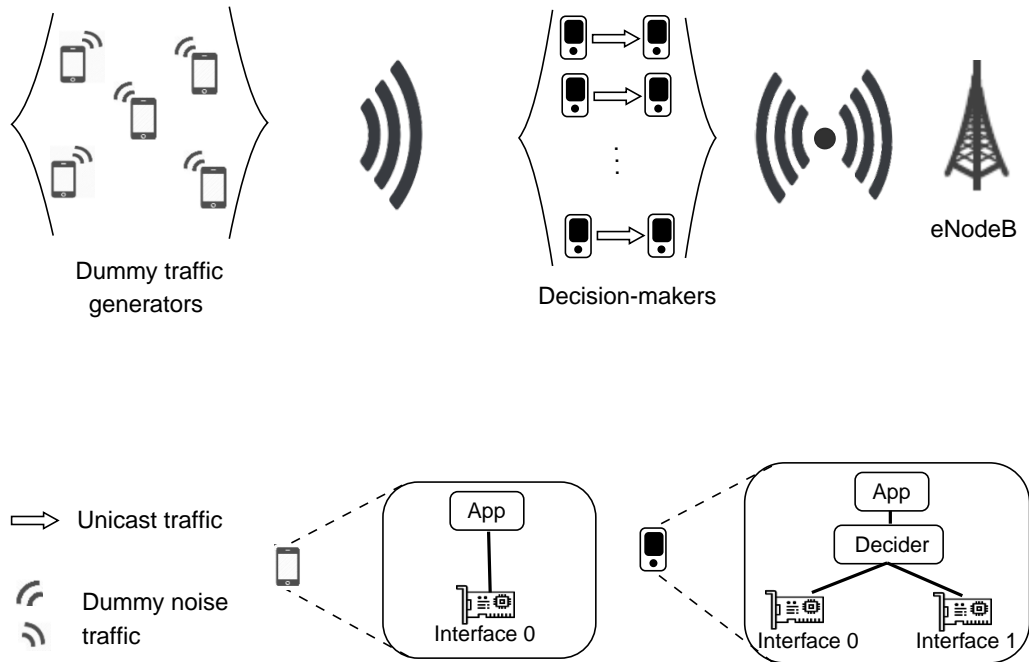 eNodeB
Dummy traffic
generators
Decision-makers
Unicast traffic
Dummy noise
traffic
App
Interface 0
App
Decider
Interface 0
Interface 1